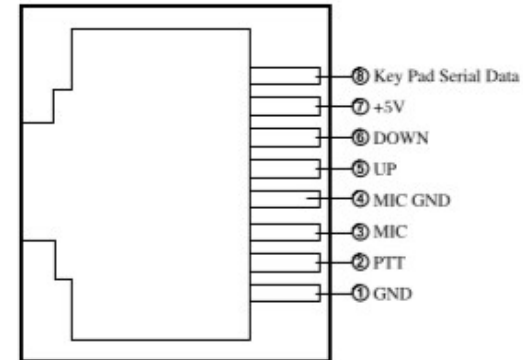 ⑧ Key Pad Serial Data
⑦ +5V
⑥ DOWN
⑤ UP
④ MIC GND
③ MIC
② PTT
① GND